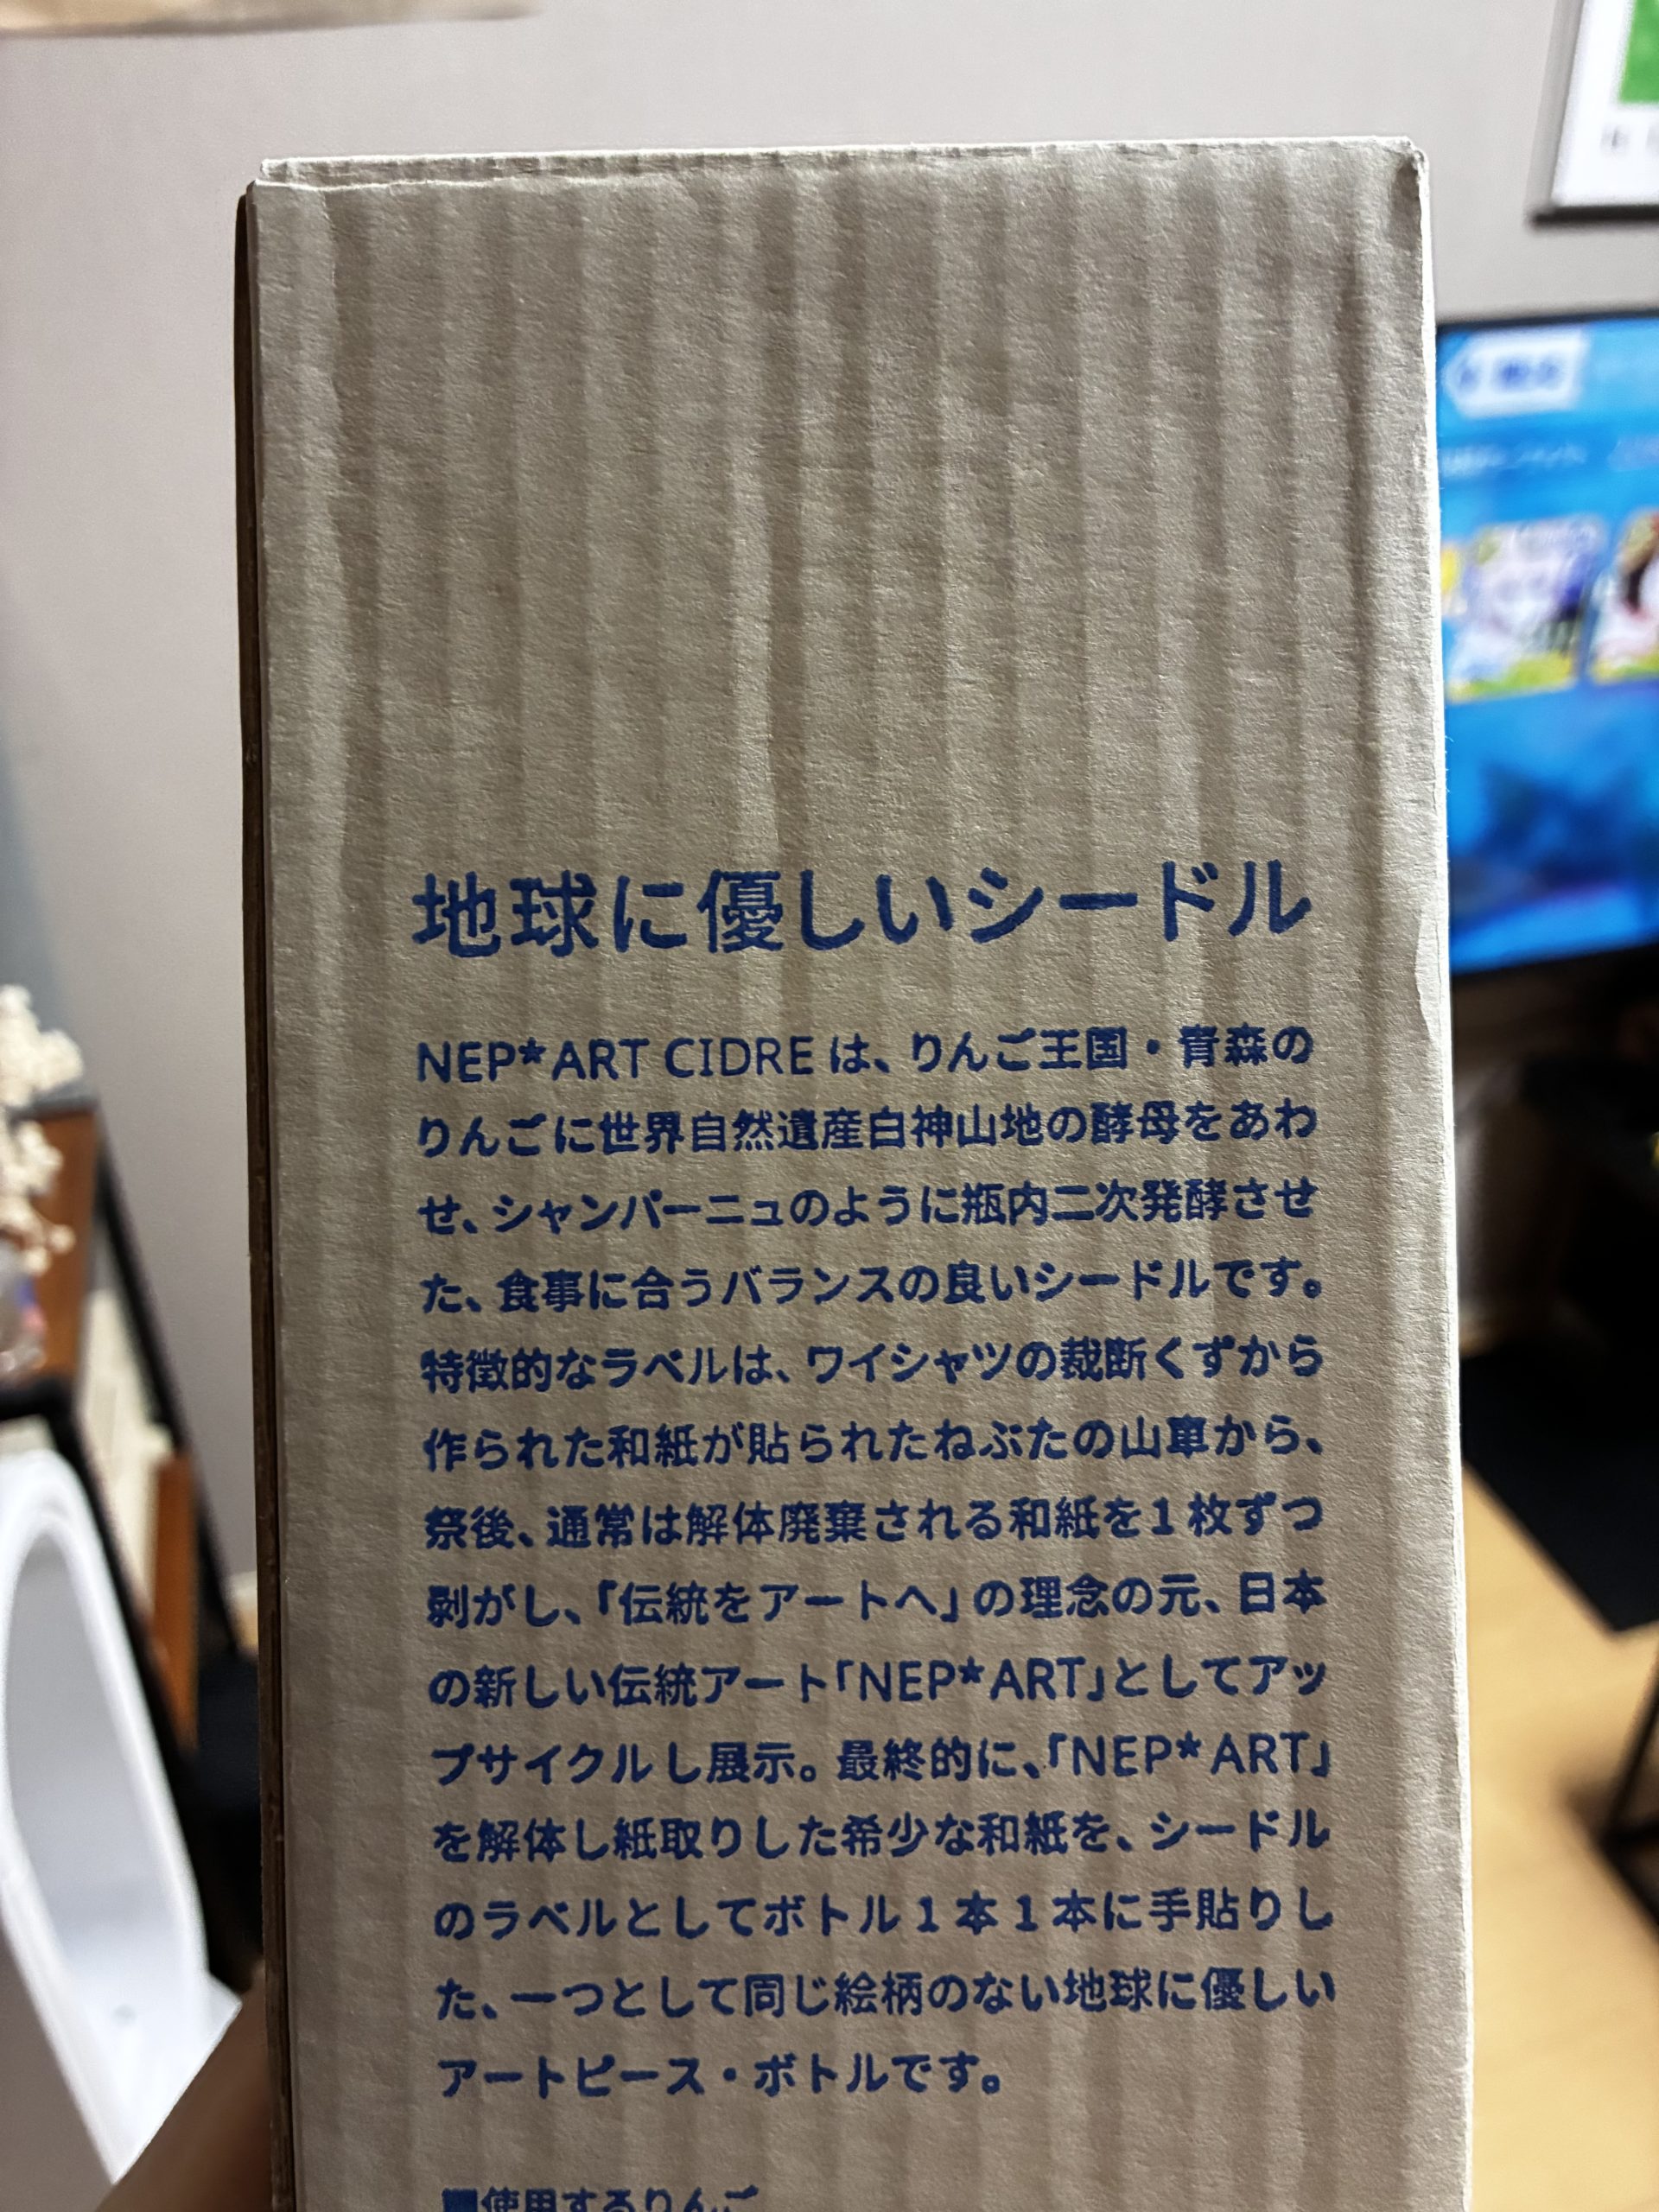 地球に優しいシードル
NEP*ART CIDRE は、りんご王国・青森の
りんごに世界自然遺産白神山地の酵母をあわ
せ、シャンパーニュのように瓶内二次発酵させ
た、食事に合うバランスの良いシードルです。
特徴的なラベルは、ワイシャツの裁断くずから
作られた和紙が貼られたねぶたの山車から、
祭後、通常は解体廃棄される和紙を1枚ずつ
剥がし、「伝統をアートへ」の理念の元、日本
の新しい伝統アート「NEP*ART」としてアッ
プサイクルし展示。最終的に、「NEP*ART」
を解体し紙取りした希少な和紙を、シードル
のラベルとしてボトル1本1本に手貼りし
た、一つとして同じ絵柄のない地球に優しい
アートピース・ボトルです。
■使用するりんご